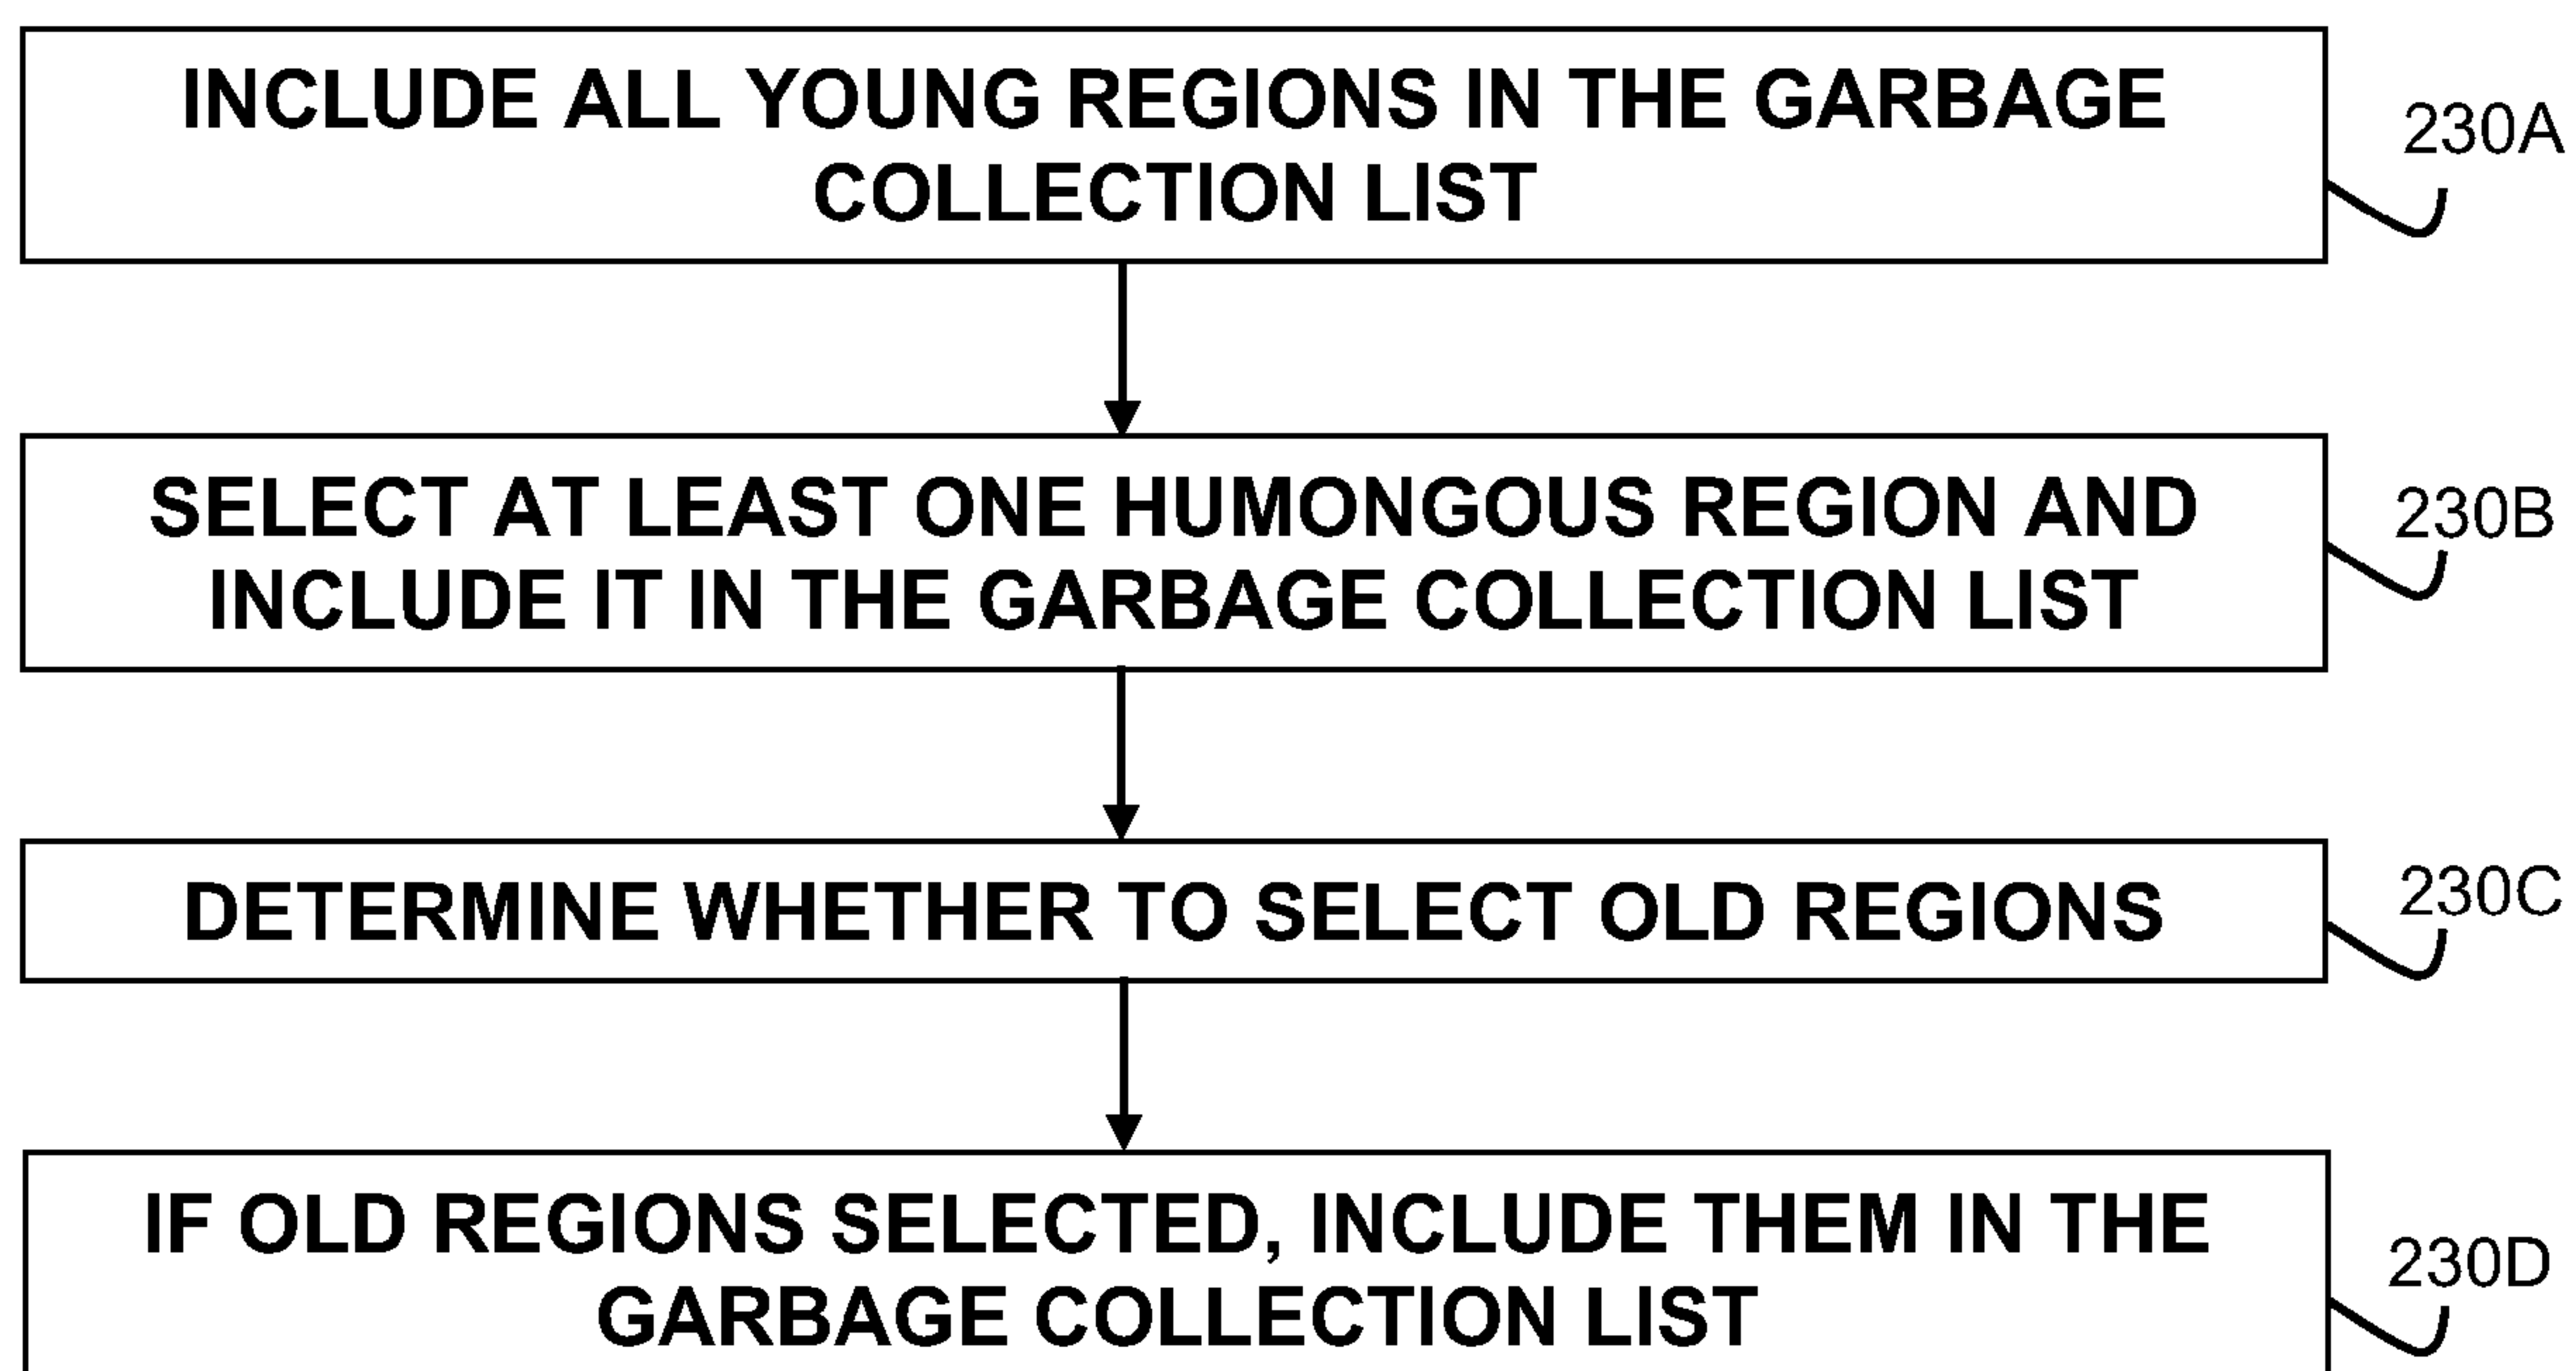 INCLUDE ALL YOUNG REGIONS IN THE GARBAGE
COLLECTION LIST
230A
SELECT AT LEAST ONE HUMONGOUS REGION AND
INCLUDE IT IN THE GARBAGE COLLECTION LIST
230B
DETERMINE WHETHER TO SELECT OLD REGIONS
230C
IF OLD REGIONS SELECTED, INCLUDE THEM IN THE
GARBAGE COLLECTION LIST
230D